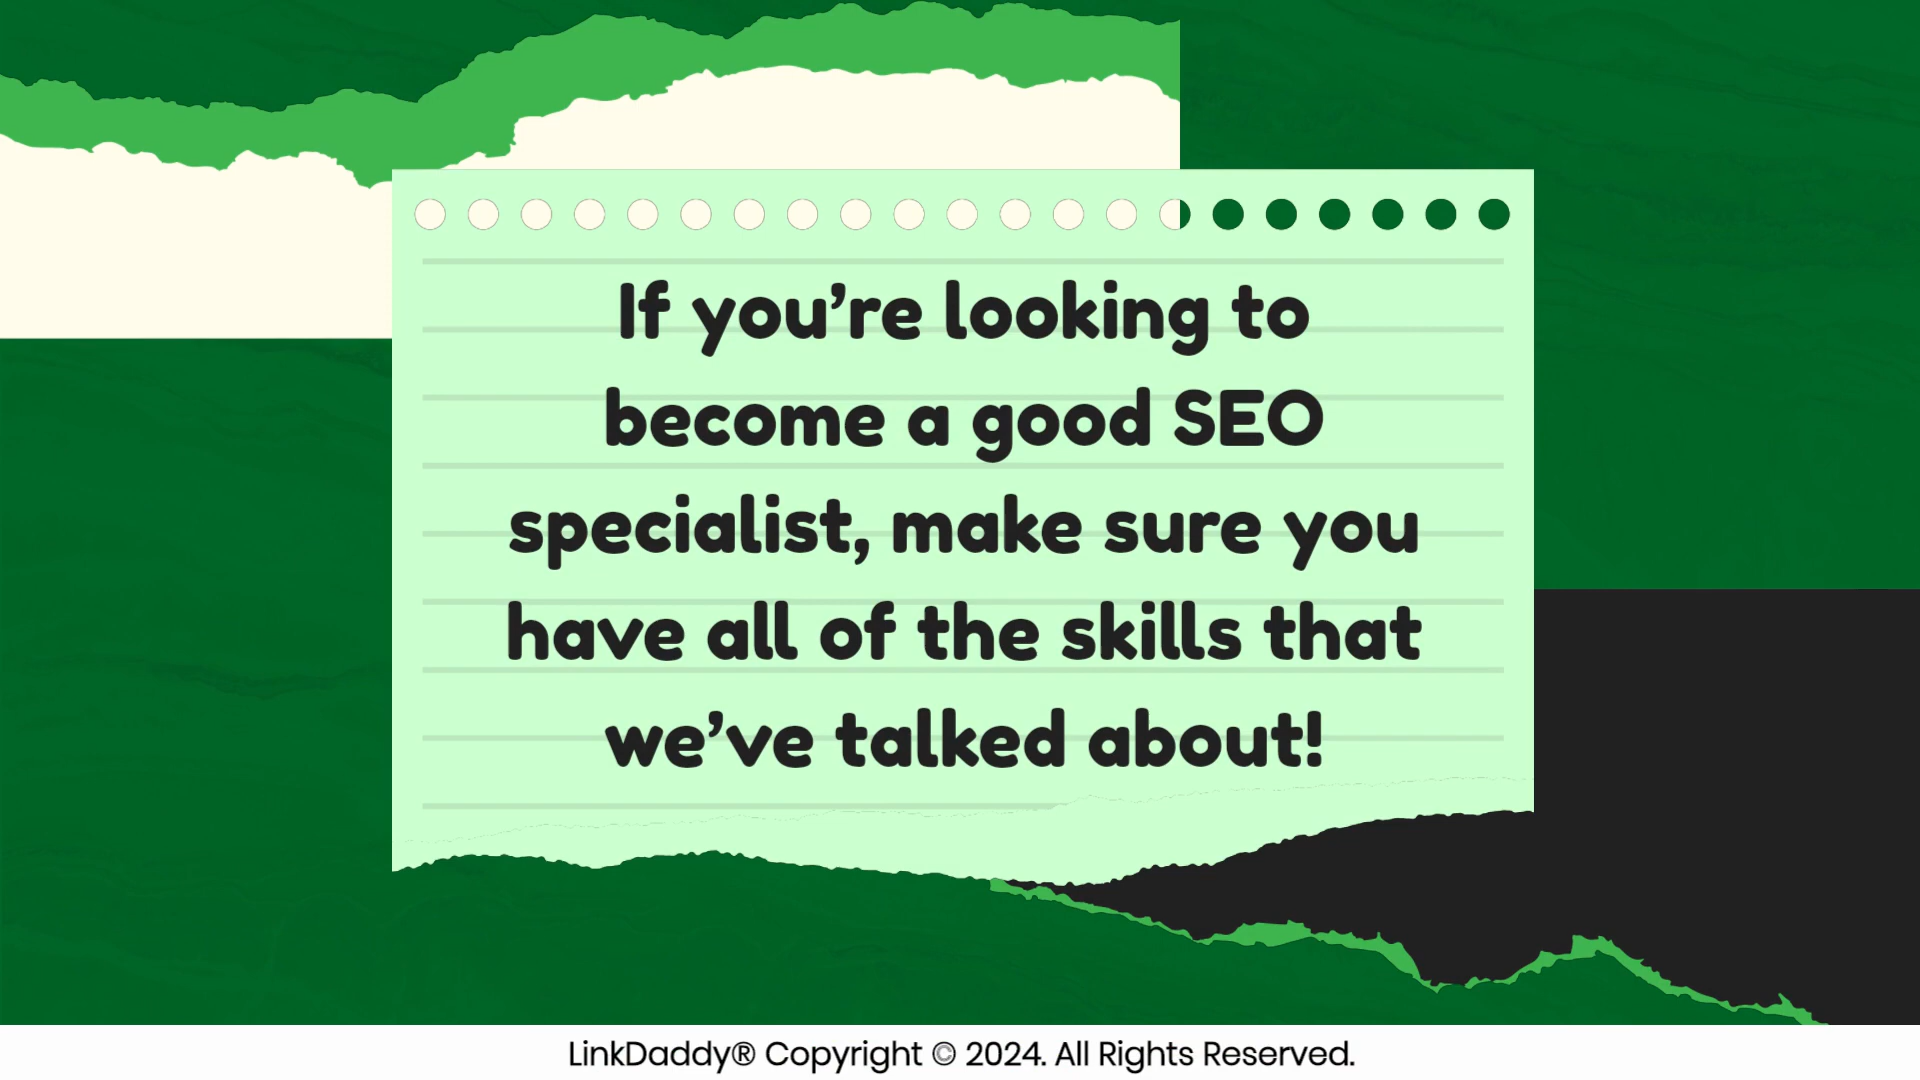 If you’re looking to
become a good SEO
specialist, make sure you
have all of the skills that
we’ve talked about!
LinkDaddy® Copyright © 2024. All Rights Reserved.